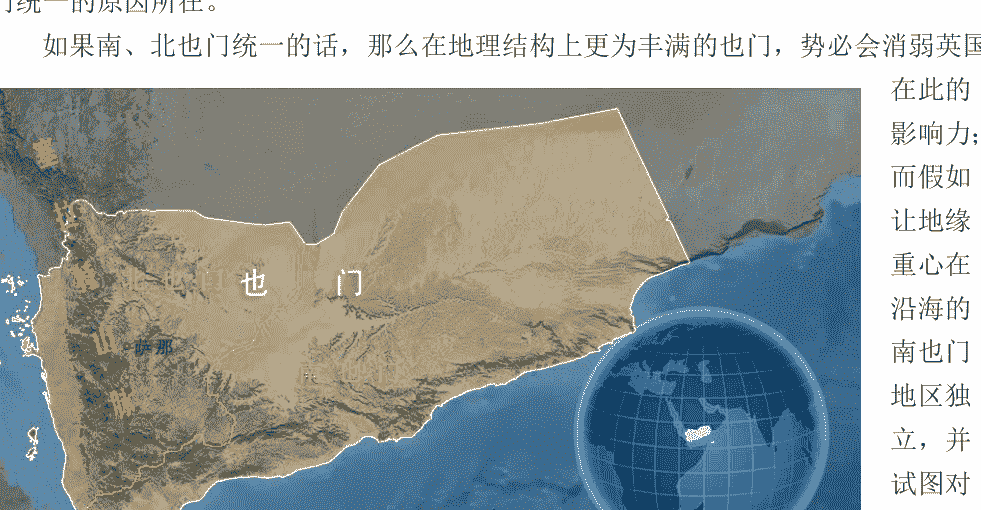 门统一的原因所在。
如果南、北也门统一的话，那么在地理结构上更为丰满的也门，势必会消弱英国
在此的
影响力；
而假如
让地缘
重心在
沿海的
南也门
地区独
立，并
试图对
也 门
萨那